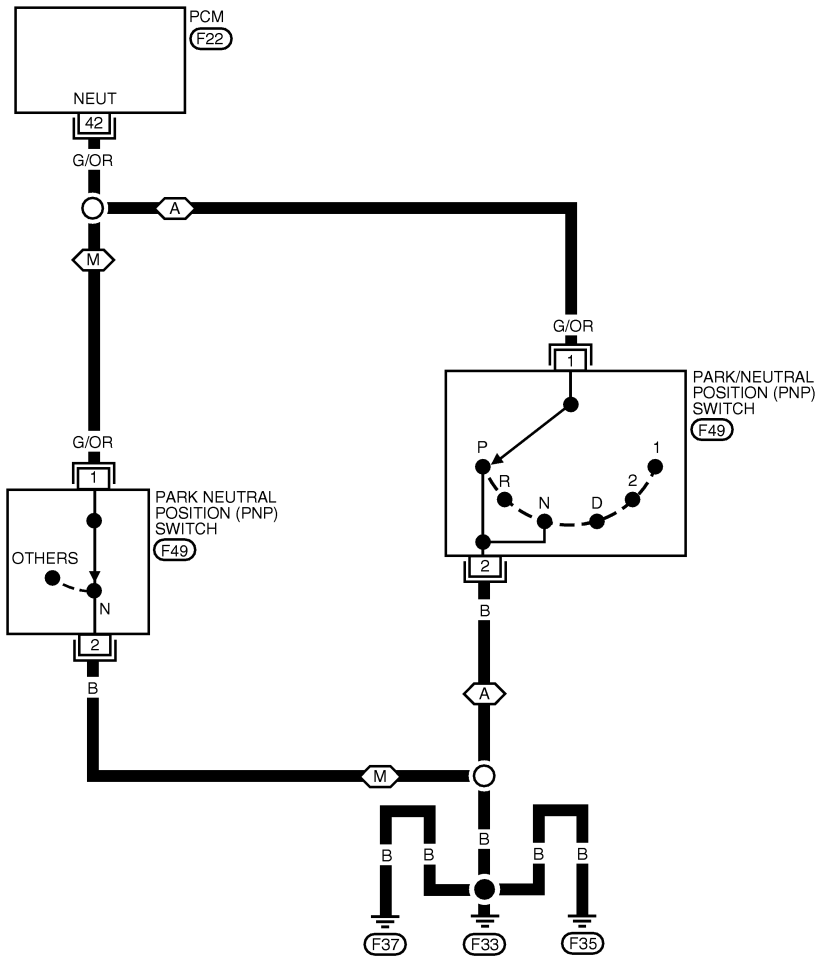 PCM
F22
NEUT
42
G/OR
A
M
G/OR
1
PARK/NEUTRAL
POSITION (PNP)
SWITCH
F49
P
R
N
D
2
1
2
B
A
G/OR
1
PARK NEUTRAL
POSITION (PNP)
SWITCH
F49
OTHERS
N
2
B
M
B
B
B
B
B
F37
F33
F35